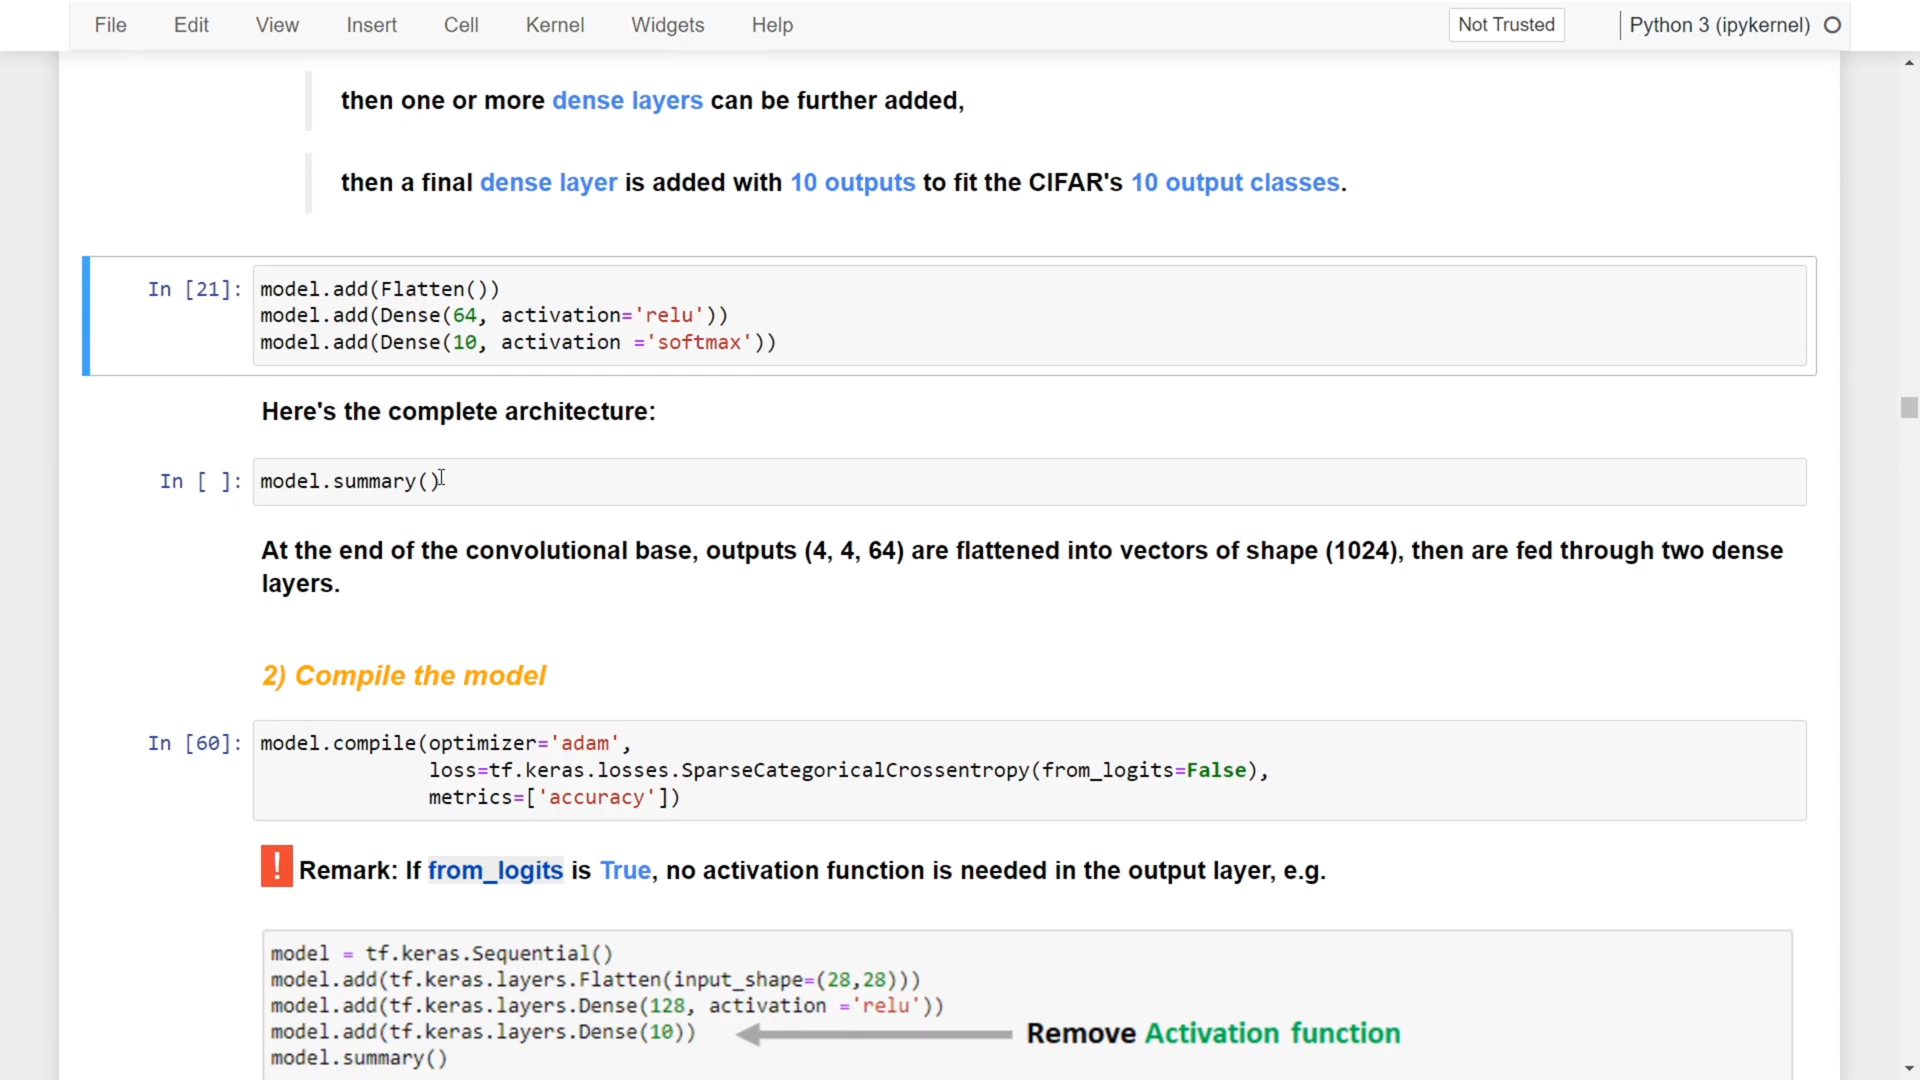 File Edit View Insert Cell Kernel Widgets Help Not Trusted Python 3 (ipykernel)
then one or more dense layers can be further added,
then a final dense layer is added with 10 outputs to fit the CIFAR's 10 output classes.
In [21]: model.add(Flatten())
model.add(Dense(64, activation='relu'))
model.add(Dense(10, activation ='softmax'))
Here's the complete architecture:
In [ ]: model.summary()
At the end of the convolutional base, outputs (4, 4, 64) are flattened into vectors of shape (1024), then are fed through two dense
layers.
2) Compile the model
In [60]: model.compile(optimizer='adam',
loss=tf.keras.losses.SparseCategoricalCrossentropy(from_logits=False),
metrics=['accuracy'])
! Remark: If from_logits is True, no activation function is needed in the output layer, e.g.
model = tf.keras.Sequential()
model.add(tf.keras.layers.Flatten(input_shape=(28,28)))
model.add(tf.keras.layers.Dense(128, activation ='relu'))
model.add(tf.keras.layers.Dense(10)) Remove Activation function
model.summary()